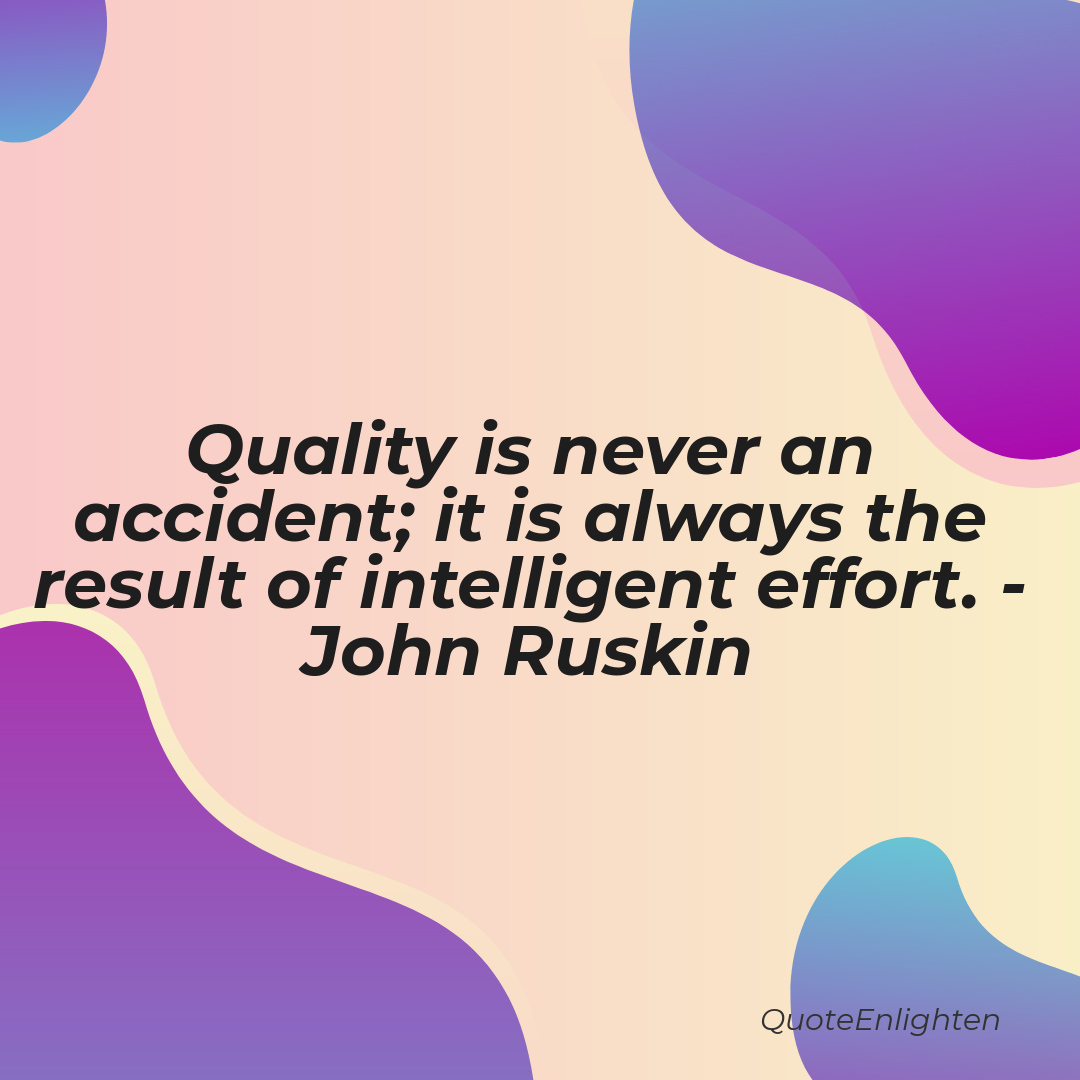 Quality is never an
accident; it is always the
result of intelligent effort. -
John Ruskin
QuoteEnlighten